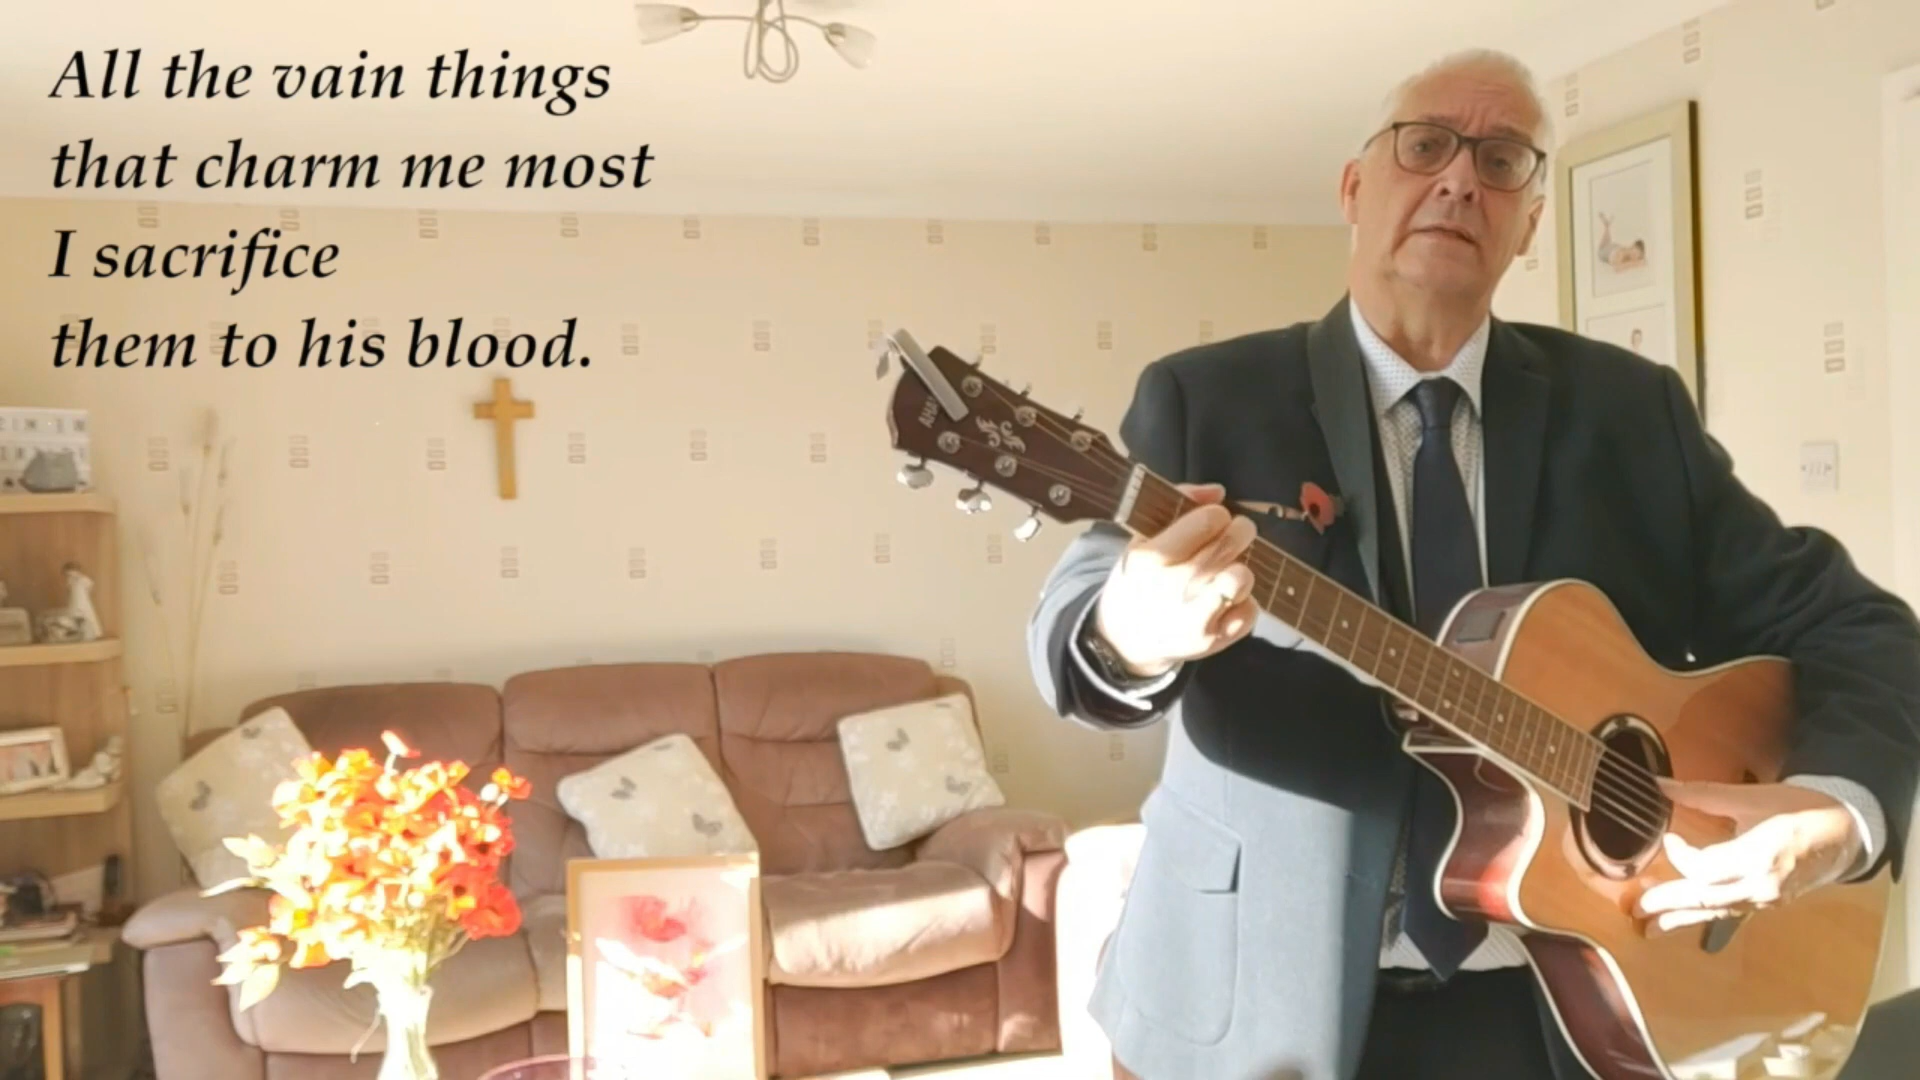 All the vain things
that charm me most
I sacrifice
them to his blood.